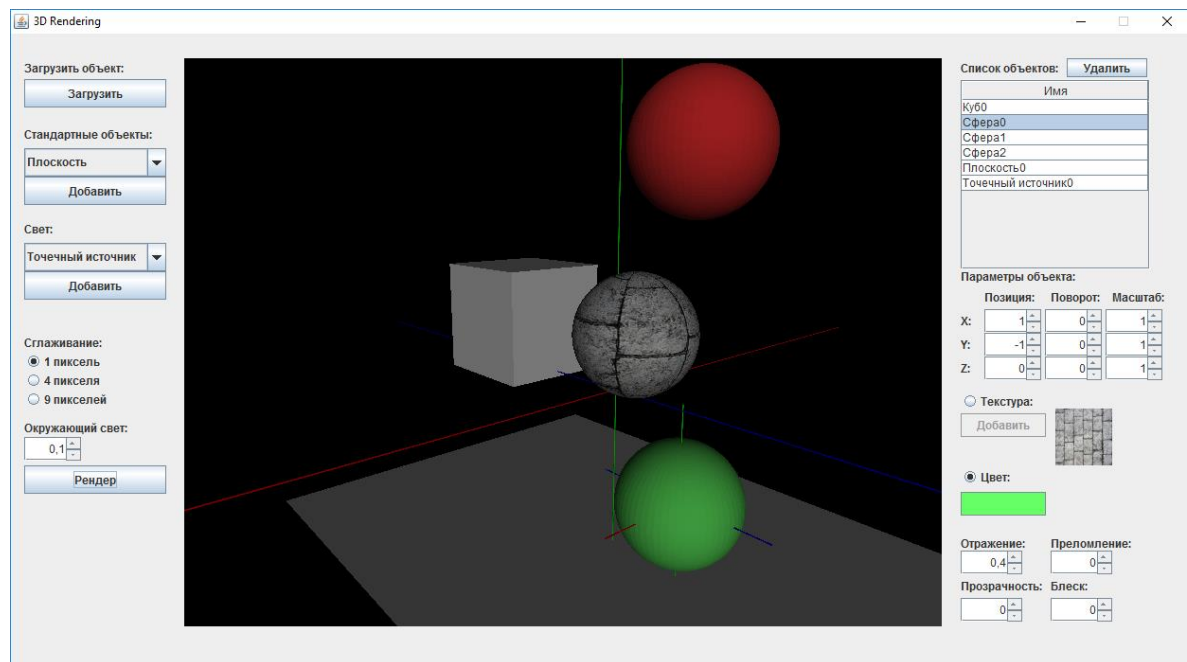 3D Rendering
Загрузить объект:
Загрузить
Стандартные объекты:
Плоскость
Добавить
Свет:
Точечный источник
Добавить
Сглаживание:
1 пиксель
4 пикселя
9 пикселей
Окружающий свет:
0,1
Рендер
Список объектов: Удалить
Имя
Куб0
Сфера0
Сфера1
Сфера2
Плоскость0
Точечный источник0
Параметры объекта:
Позиция: Поворот: Масштаб:
X: 1 0 1
Y: -1 0 1
Z: 0 0 1
Текстура:
Добавить
Цвет:
Отражение: Преломление:
0,4 0
Прозрачность: Блеск:
0 0